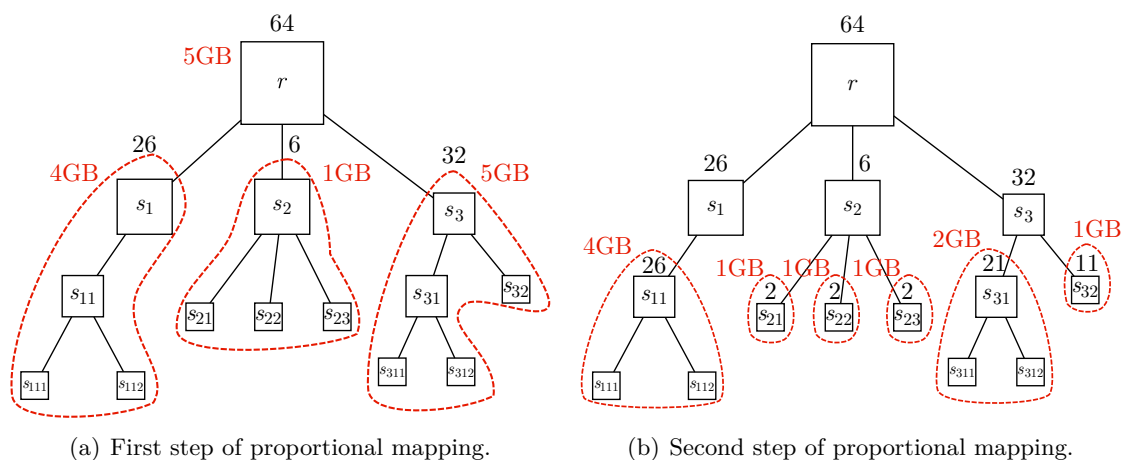 64
5GB
r
26
4GB
s1
6
1GB
s2
32
5GB
s3
s11
s21
s22
s23
s31
s32
s111
s112
s311
s312
(a) First step of proportional mapping.
64
r
26
s1
6
s2
32
s3
4GB
26
s11
1GB
2
s21
1GB
2
s22
1GB
2
s23
2GB
21
s31
1GB
11
s32
s111
s112
s311
s312
(b) Second step of proportional mapping.